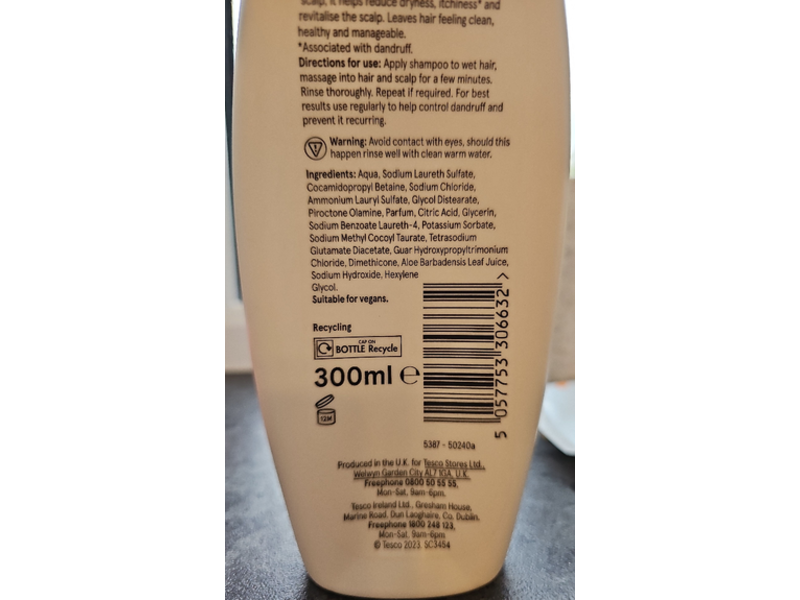 scalp, it helps reduce dryness, itchiness* and
revitalise the scalp. Leaves hair feeling clean,
healthy and manageable.
*Associated with dandruff.
Directions for use: Apply shampoo to wet hair,
massage into hair and scalp for a few minutes.
Rinse thoroughly. Repeat if required. For best
results use regularly to help control dandruff and
prevent it recurring.
Warning: Avoid contact with eyes, should this
happen rinse well with clean warm water.
Ingredients: Aqua, Sodium Laureth Sulfate,
Cocamidopropyl Betaine, Sodium Chloride,
Ammonium Lauryl Sulfate, Glycol Distearate,
Piroctone Olamine, Parfum, Citric Acid, Glycerin,
Sodium Benzoate Laureth-4, Potassium Sorbate,
Sodium Methyl Cocoyl Taurate, Tetrasodium
Glutamate Diacetate, Guar Hydroxypropyltrimonium
Chloride, Dimethicone, Aloe Barbadensis Leaf Juice,
Sodium Hydroxide, Hexylene
Glycol.
Suitable for vegans.
Recycling
CAP ON
BOTTLE Recycle
300ml ℮
12M
5 057753 306632 >
5387 - 50240a
Produced in the U.K. for Tesco Stores Ltd.,
Welwyn Garden City AL7 1GA, U.K.
Freephone 0800 50 55 55.
Mon-Sat, 9am-6pm.
Tesco Ireland Ltd., Gresham House,
Marine Road, Dun Laoghaire, Co. Dublin.
Freephone 1800 248 123.
Mon-Sat, 9am-6pm
© Tesco 2023. SC3454